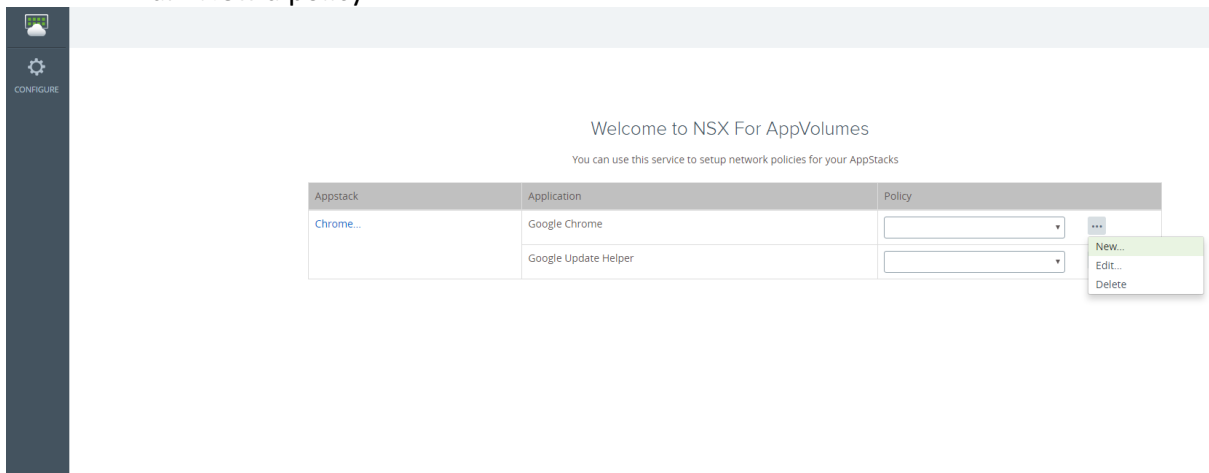 CONFIGURE
Welcome to NSX For AppVolumes
You can use this service to setup network policies for your AppStacks
Appstack Application Policy
Chrome... Google Chrome
New...
Google Update Helper
Edit...
Delete